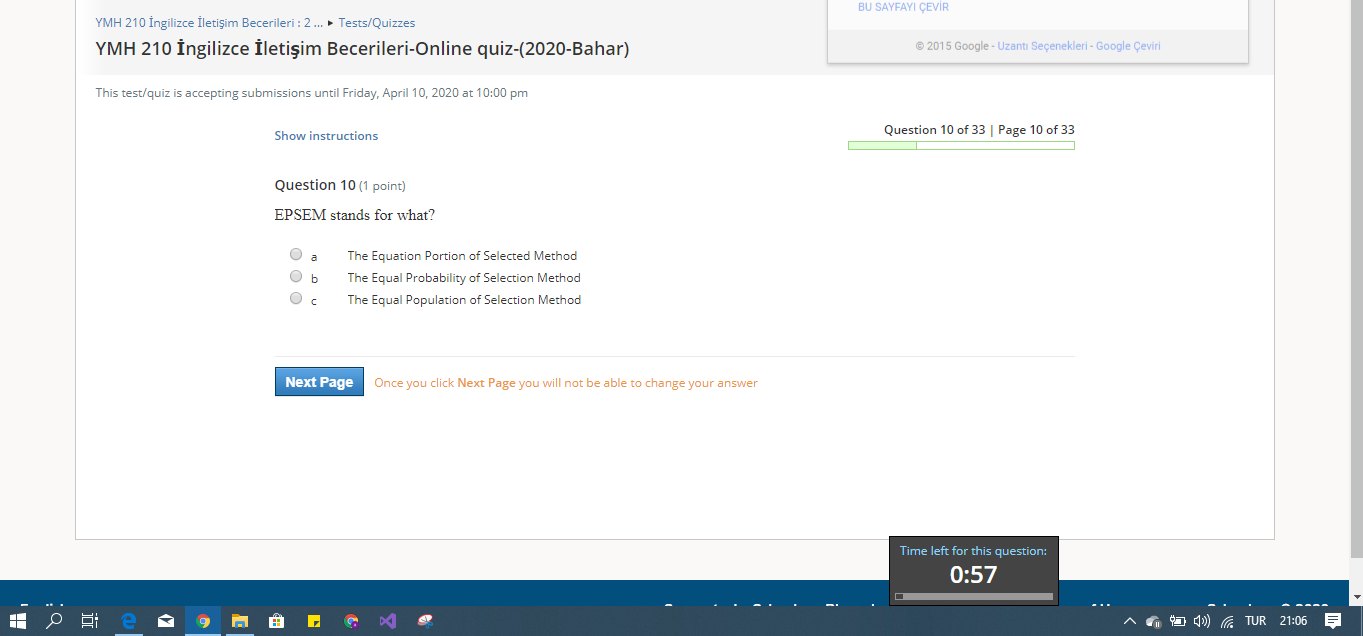 BU SAYFAYI ÇEVİR
YMH 210 İngilizce İletişim Becerileri : 2 ... ▸ Tests/Quizzes
YMH 210 İngilizce İletişim Becerileri-Online quiz-(2020-Bahar)
© 2015 Google - Uzantı Seçenekleri - Google Çeviri
This test/quiz is accepting submissions until Friday, April 10, 2020 at 10:00 pm
Show instructions
Question 10 of 33 | Page 10 of 33
Question 10 (1 point)
EPSEM stands for what?
a The Equation Portion of Selected Method
b The Equal Probability of Selection Method
c The Equal Population of Selection Method
Next Page Once you click Next Page you will not be able to change your answer
Time left for this question:
0:57
TUR 21:06